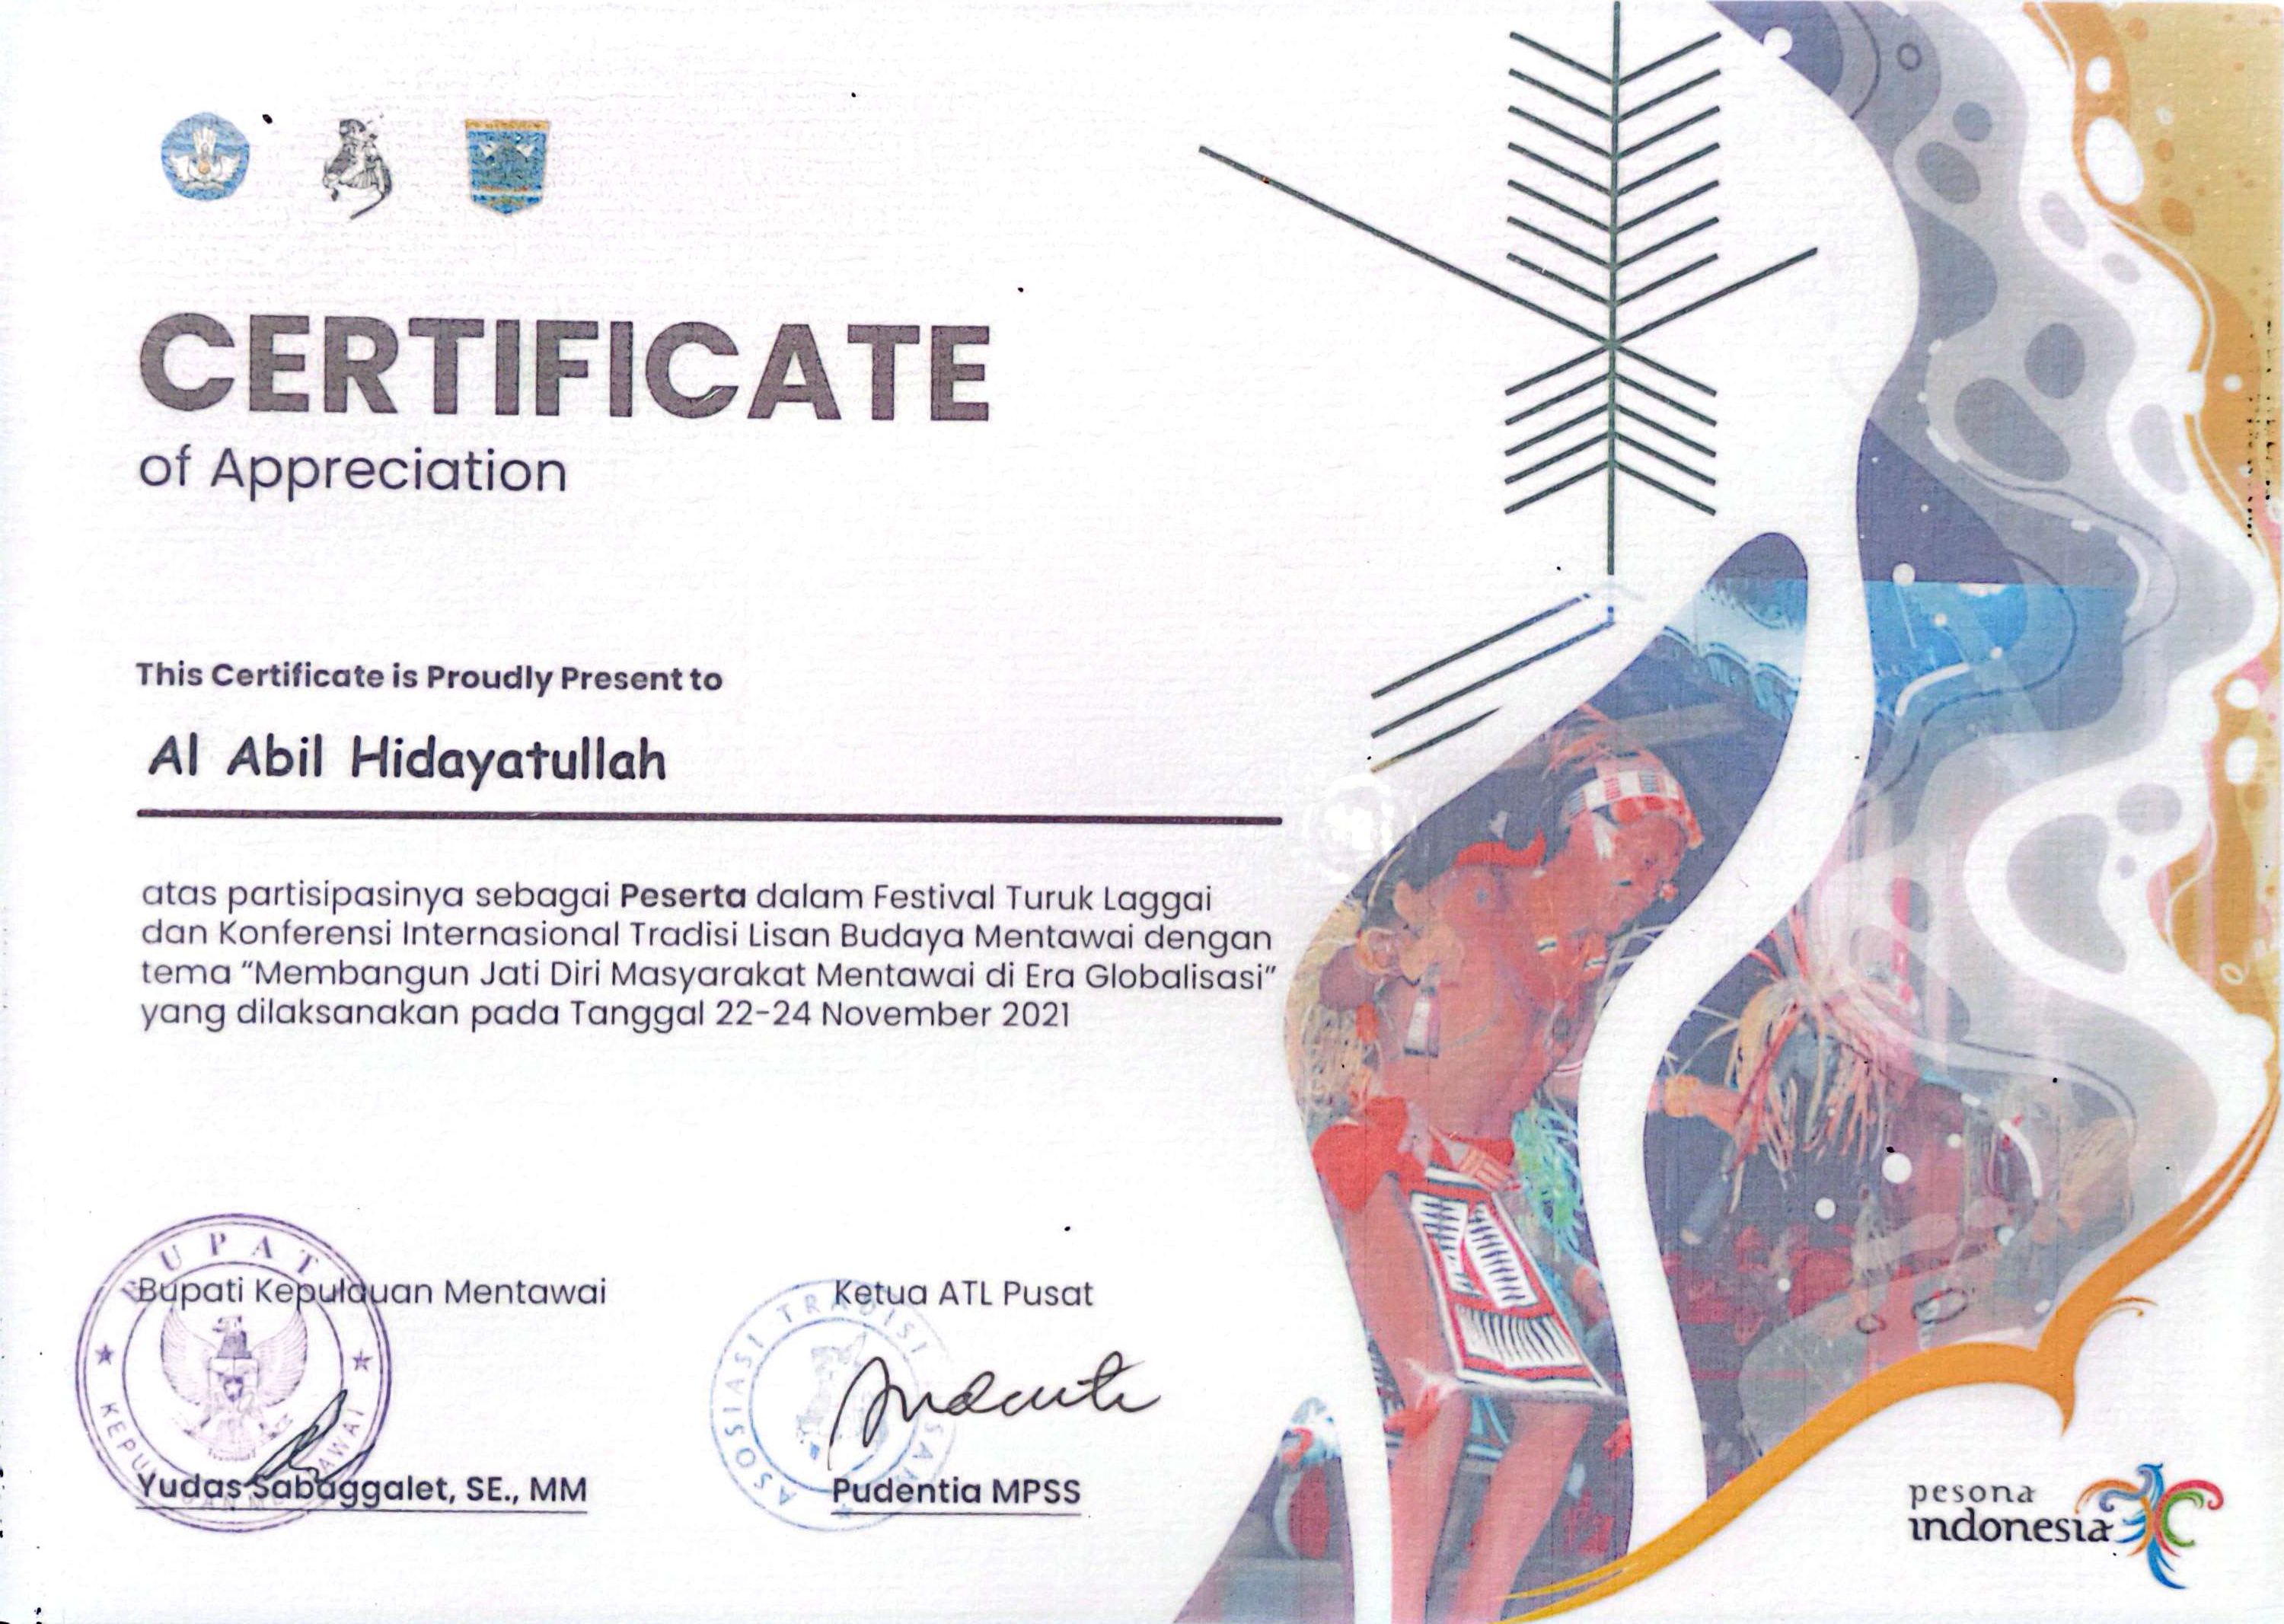 CERTIFICATE
of Appreciation
This Certificate is Proudly Present to
Al Abil Hidayatullah
atas partisipasinya sebagai Peserta dalam Festival Turuk Laggai
dan Konferensi Internasional Tradisi Lisan Budaya Mentawai dengan
tema “Membangun Jati Diri Masyarakat Mentawai di Era Globalisasi”
yang dilaksanakan pada Tanggal 22-24 November 2021
BUPATI
Bupati Kepulauan Mentawai
KEPULAUAN MENTAWAI
Yudas Sabaggalet, SE., MM
Ketua ATL Pusat
ASOSIASI TRADISI LISAN
Pudentia MPSS
pesona
indonesia